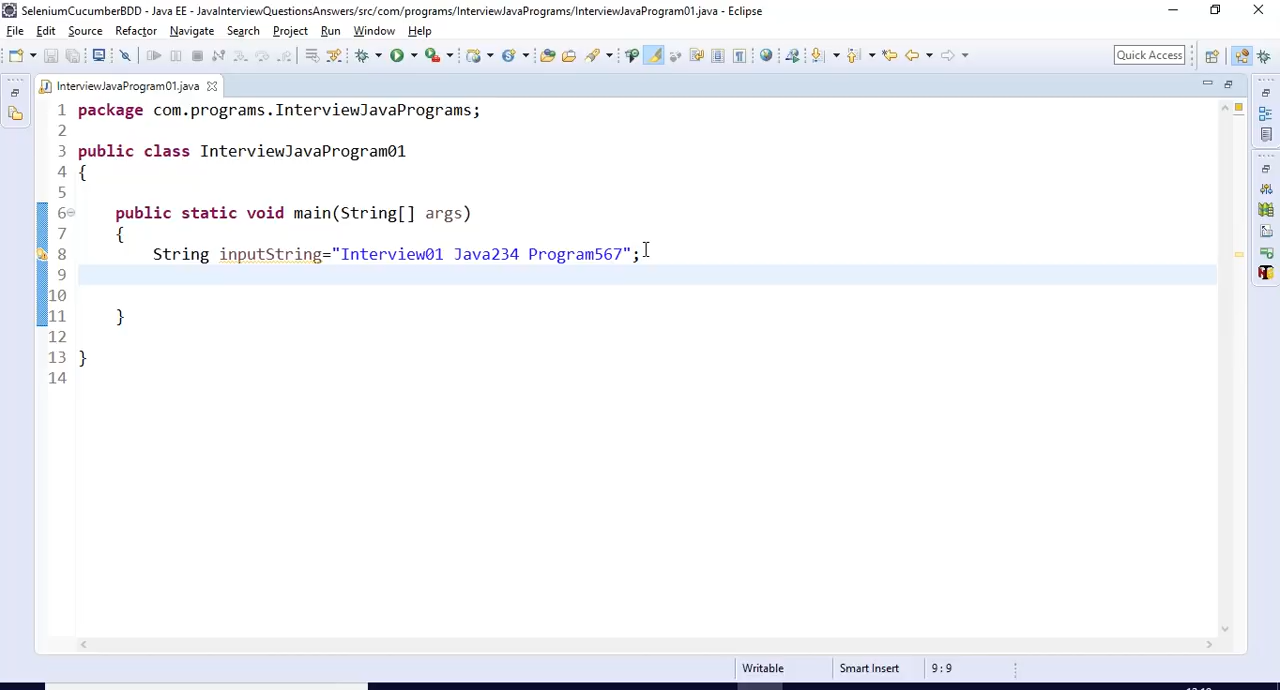 SeleniumCucumberBDD - Java EE - JavaInterviewQuestionsAnswers/src/com/programs/InterviewJavaPrograms/InterviewJavaProgram01.java - Eclipse
File Edit Source Refactor Navigate Search Project Run Window Help
Quick Access
InterviewJavaProgram01.java
1 package com.programs.InterviewJavaPrograms;
2
3 public class InterviewJavaProgram01
4 {
5
6 public static void main(String[] args)
7 {
8 String inputString="Interview01 Java234 Program567";
9
10
11 }
12
13 }
14
Writable Smart Insert 9 : 9